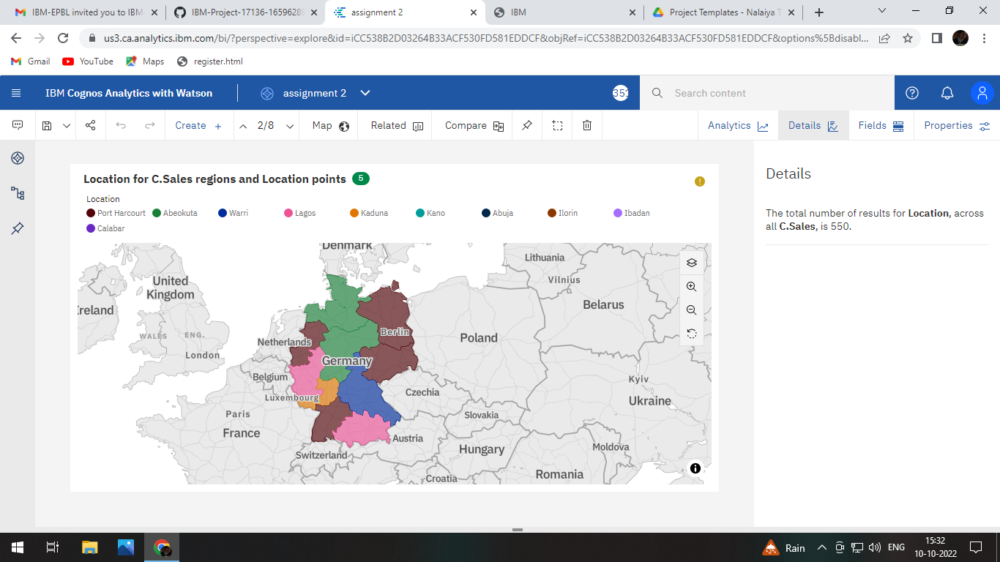 IBM-EPBL invited you to IBM
IBM-Project-17136-16596289
assignment 2
IBM
Project Templates - Nalaiya T
us3.ca.analytics.ibm.com/bi/?perspective=explore&id=iCC538B2D03264B33ACF530FD581EDDCF&objRef=iCC538B2D03264B33ACF530FD581EDDCF&options%5Bdisabl...
Gmail YouTube Maps register.html
IBM Cognos Analytics with Watson
assignment 2
351
Search content
Create + 2/8 Map Related Compare
Analytics Details Fields Properties
Location for C.Sales regions and Location points 5
Location
Port Harcourt Abeokuta Warri Lagos Kaduna Kano Abuja Ilorin Ibadan
Calabar
Denmark
Lithuania
Vilnius
United
Kingdom
Belarus
Ireland
WALES ENG.
Berlin
Poland
Netherlands
London
Germany
Belgium
Kyiv
Luxembourg
Czechia
Ukraine
Paris
Slovakia
France
Austria
Moldova
Hungary
Switzerland
Romania
Croatia
Details
The total number of results for Location, across
all C.Sales, is 550.
Rain
ENG
15:32
10-10-2022